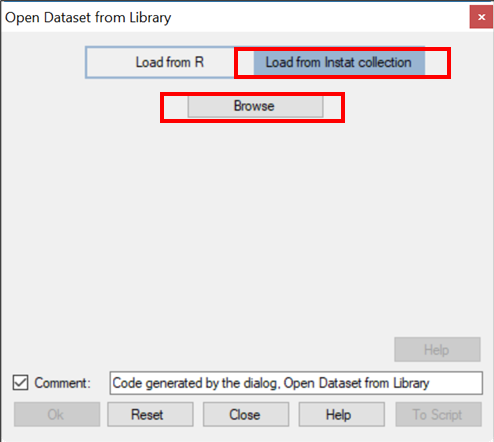 Open Dataset from Library
Load from R
Load from Instat collection
Browse
Help
Comment:
Code generated by the dialog, Open Dataset from Library
Ok
Reset
Close
Help
To Script